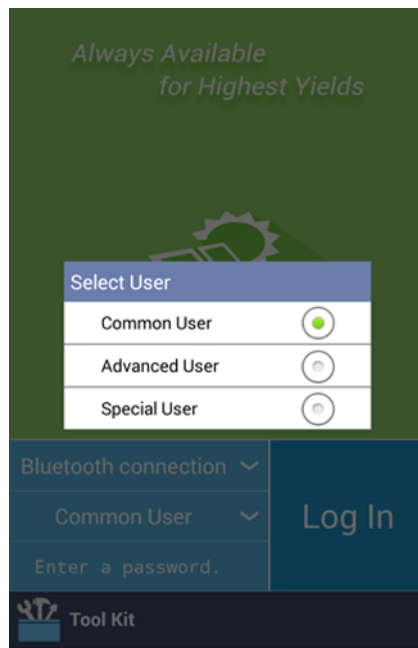 Always Available
for Highest Yields
Select User
Common User
Advanced User
Special User
Bluetooth connection
Common User
Enter a password.
Log In
Tool Kit